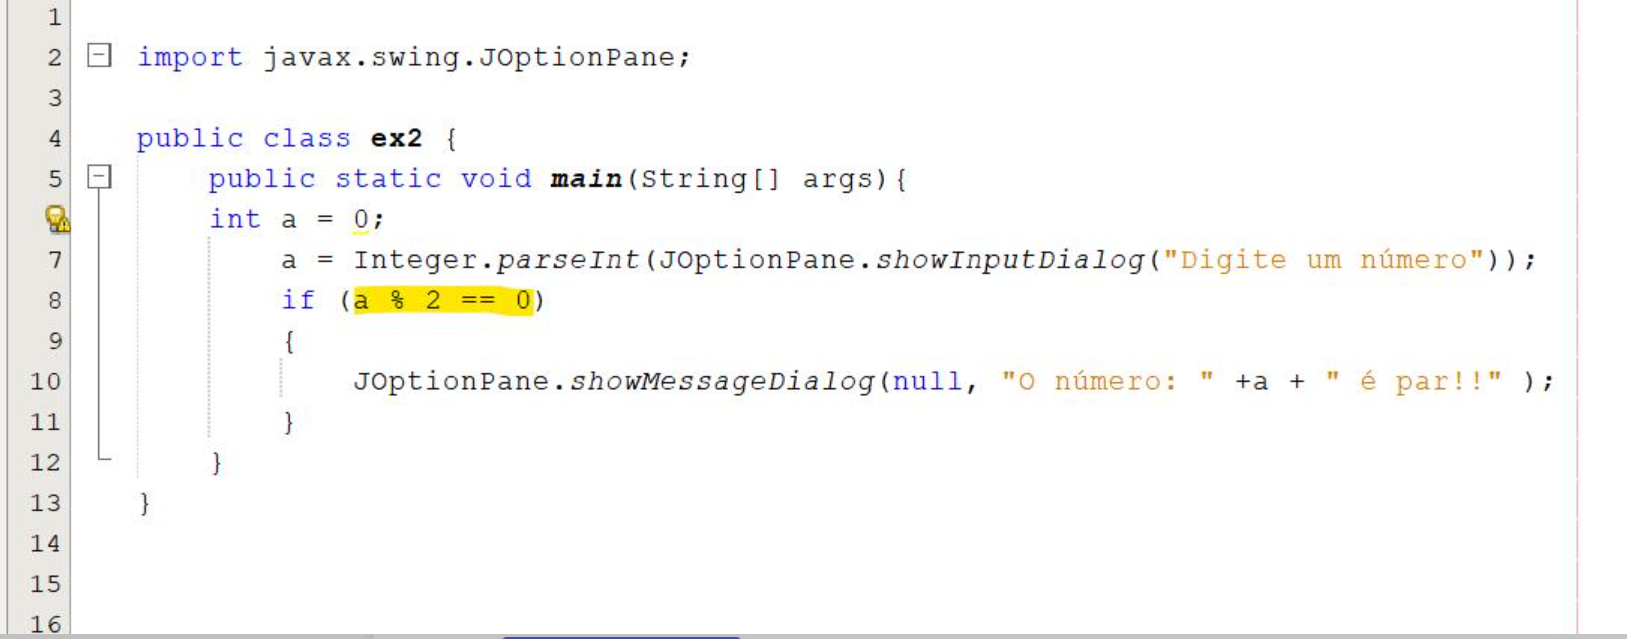 1
2 import javax.swing.JOptionPane;
3
4 public class ex2 {
5 public static void main(String[] args){
int a = 0;
7 a = Integer.parseInt(JOptionPane.showInputDialog("Digite um número"));
8 if (a % 2 == 0)
9 {
10 JOptionPane.showMessageDialog(null, "O número: " +a + " é par!!" );
11 }
12 }
13 }
14
15
16